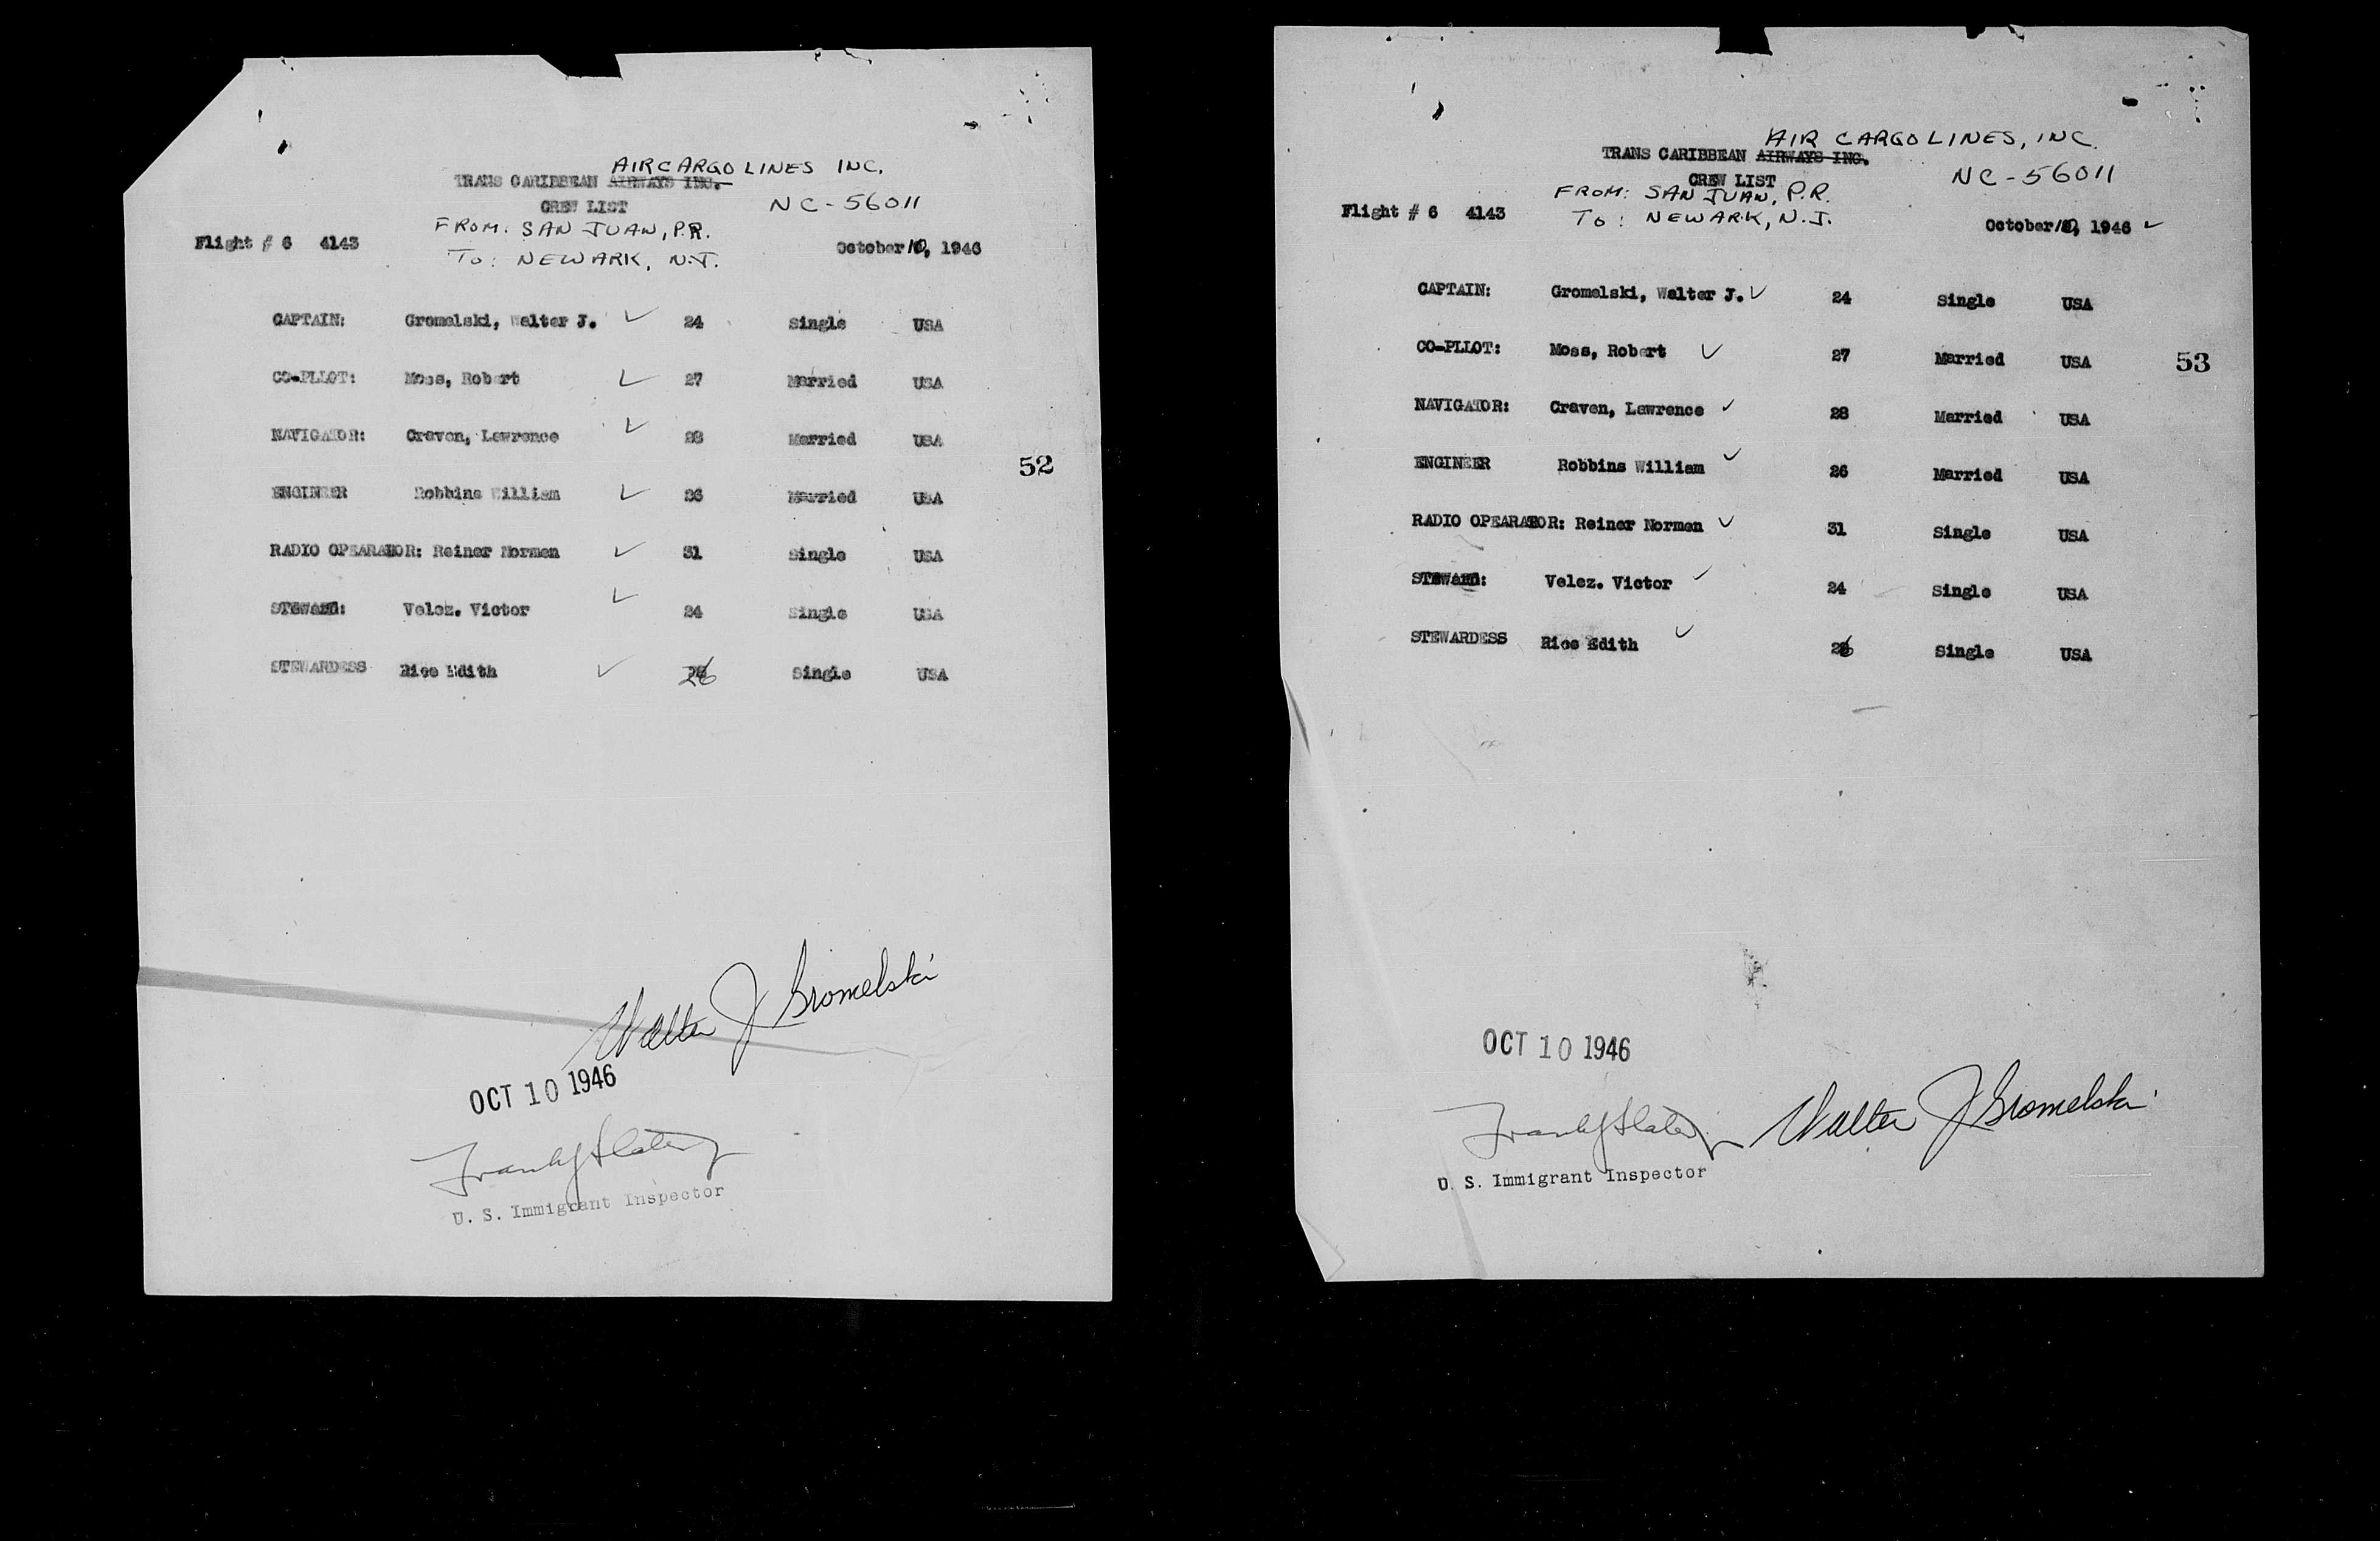 AIRCARGO LINES INC.
TRANS CARIBBEAN AIRWAYS INC.
CREW LIST
NC-56011
FROM: SAN JUAN, P.R.
Flight # 6 4143
October 10, 1946
TO: NEWARK, N.J.
CAPTAIN: Gromelski, Walter J. ✓ 24 Single USA
CO-PLLOT: Moss, Robert ✓ 27 Married USA
NAVIGATOR: Craven, Lawrence ✓ 28 Married USA
52
ENGINEER Robbins William ✓ 26 Married USA
RADIO OPEARATOR: Reiner Norman ✓ 31 Single USA
STEWARD: Velez. Victor ✓ 24 Single USA
STEWARDESS Rice Edith ✓ 26 Single USA
Walter J Gromelski
OCT 10 1946
U. S. Immigrant Inspector
AIR CARGO LINES, INC.
TRANS CARIBBEAN AIRWAYS INC.
CREW LIST
NC-56011
FROM: SAN JUAN, P.R.
Flight # 6 4143
TO: NEWARK, N.J.
October 10, 1946 ✓
CAPTAIN: Gromelski, Walter J. ✓ 24 Single USA
CO-PLLOT: Moss, Robert ✓ 27 Married USA
53
NAVIGATOR: Craven, Lawrence ✓ 28 Married USA
ENGINEER Robbins William ✓ 26 Married USA
RADIO OPEARATOR: Reiner Norman ✓ 31 Single USA
STEWARD: Velez. Victor ✓ 24 Single USA
STEWARDESS Rice Edith ✓ 26 Single USA
OCT 10 1946
Walter J Gromelski
U. S. Immigrant Inspector